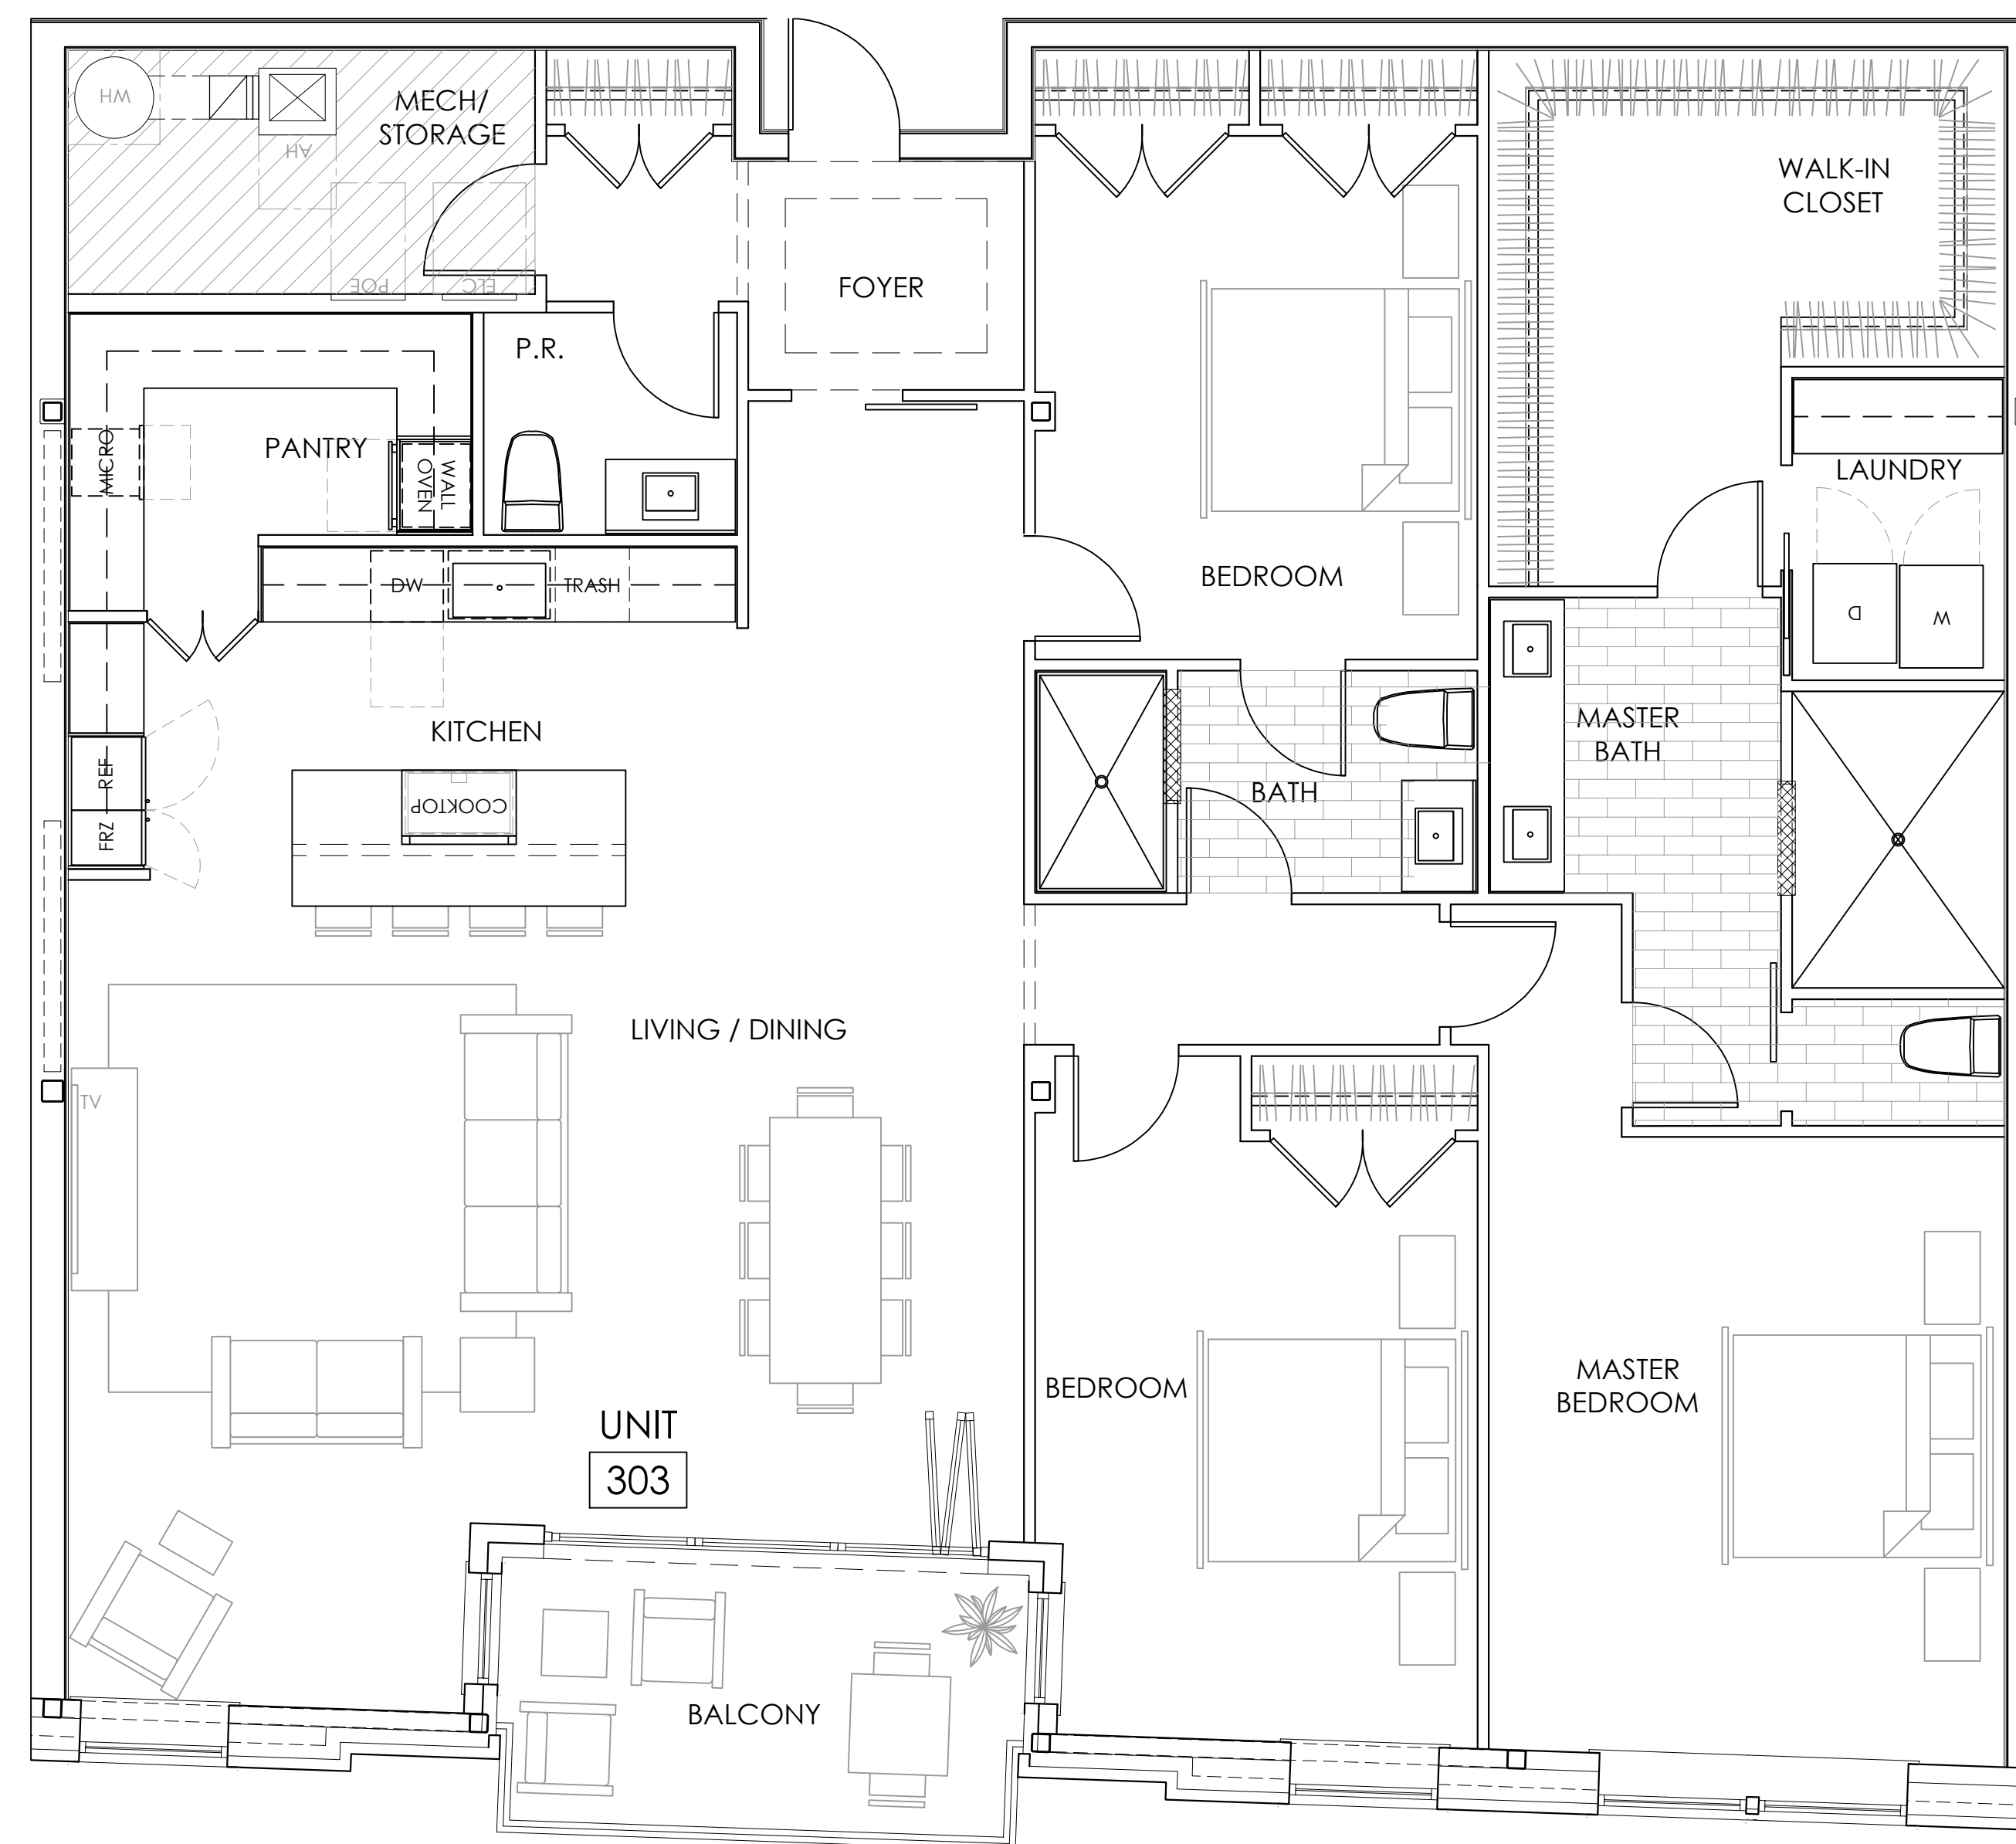 MECH/
STORAGE
WH
AH
POE
ELC
WALK-IN
CLOSET
FOYER
P.R.
PANTRY
MICRO
WALL
OVEN
LAUNDRY
DW
TRASH
BEDROOM
D
W
KITCHEN
MASTER
BATH
REF
FRZ
COOKTOP
BATH
LIVING / DINING
TV
BEDROOM
MASTER
BEDROOM
UNIT
303
BALCONY